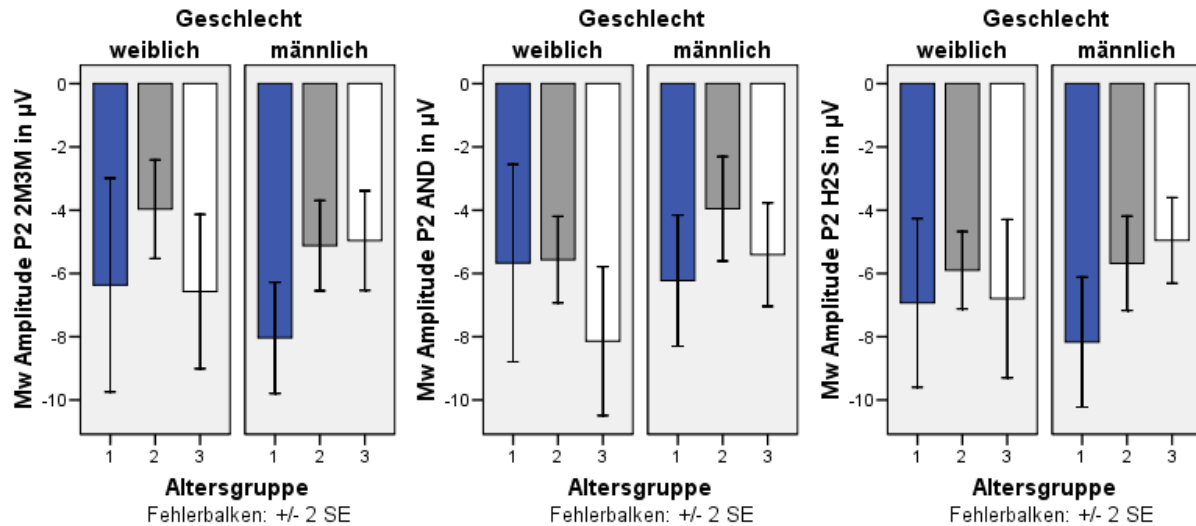 Geschlecht
weiblich männlich
Mw Amplitude P2 2M3M in µV
0
-2
-4
-6
-8
-10
1 2 3 1 2 3
Altersgruppe
Fehlerbalken: +/- 2 SE
Geschlecht
weiblich männlich
Mw Amplitude P2 AND in µV
0
-2
-4
-6
-8
-10
1 2 3 1 2 3
Altersgruppe
Fehlerbalken: +/- 2 SE
Geschlecht
weiblich männlich
Mw Amplitude P2 H2S in µV
0
-2
-4
-6
-8
-10
1 2 3 1 2 3
Altersgruppe
Fehlerbalken: +/- 2 SE